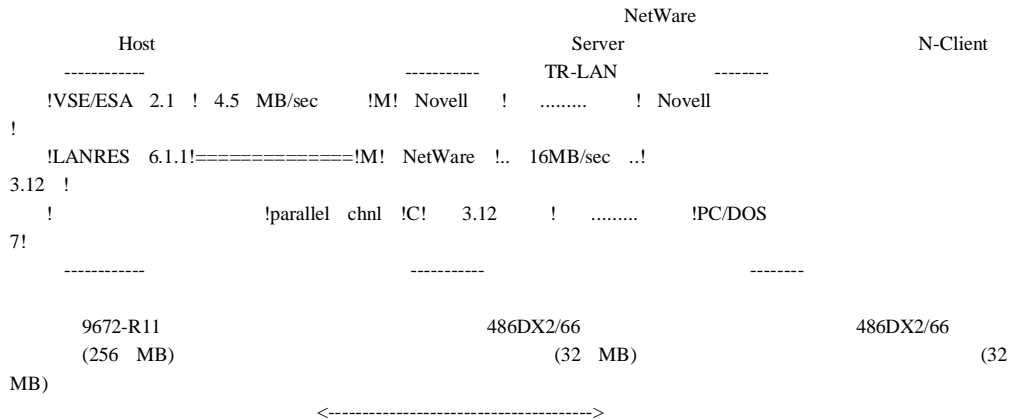 NetWare
Host Server N-Client
------------ ----------- TR-LAN --------
!VSE/ESA 2.1 ! 4.5 MB/sec !M! Novell ! ......... ! Novell
!
!LANRES 6.1.1!==============!M! NetWare !.. 16MB/sec ..!
3.12 !
! !parallel chnl !C! 3.12 ! ......... !PC/DOS
7!
------------ ----------- --------
9672-R11 486DX2/66 486DX2/66
(256 MB) (32 MB) (32
MB)
<--------------------------------------->